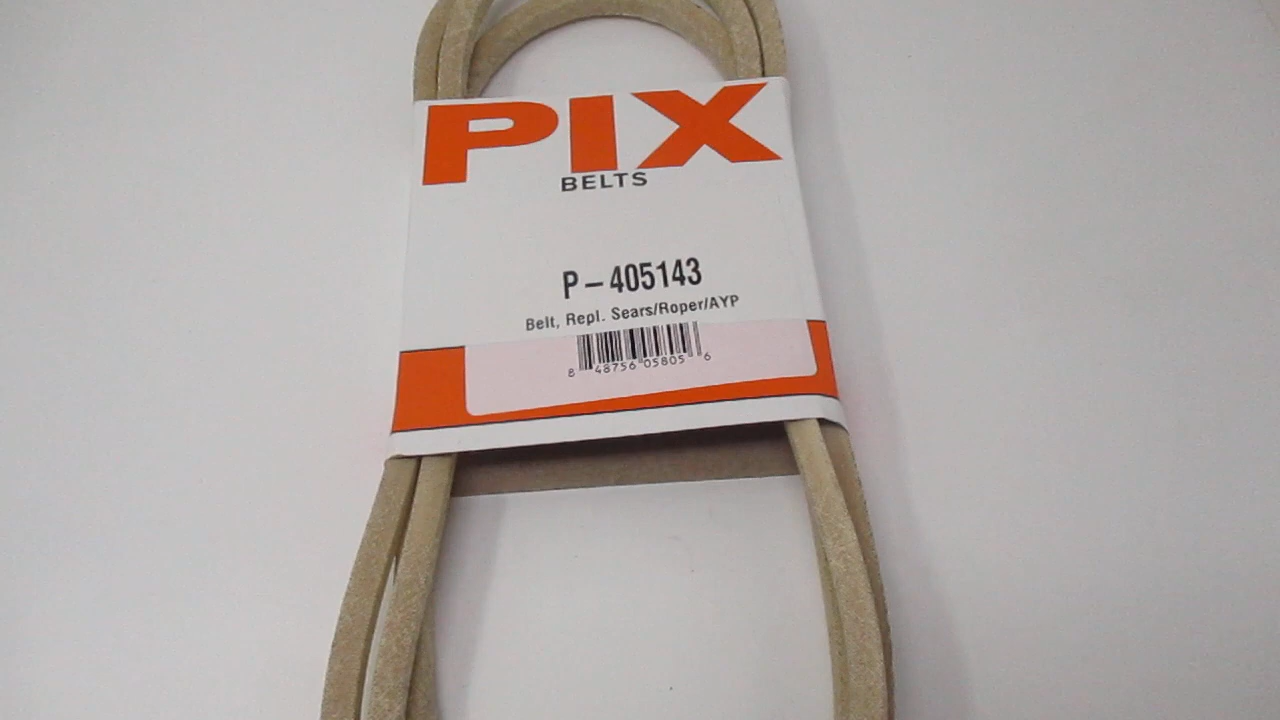 PIX
BELTS
P–405143
Belt, Repl. Sears/Roper/AYP
8 48756 05805 6